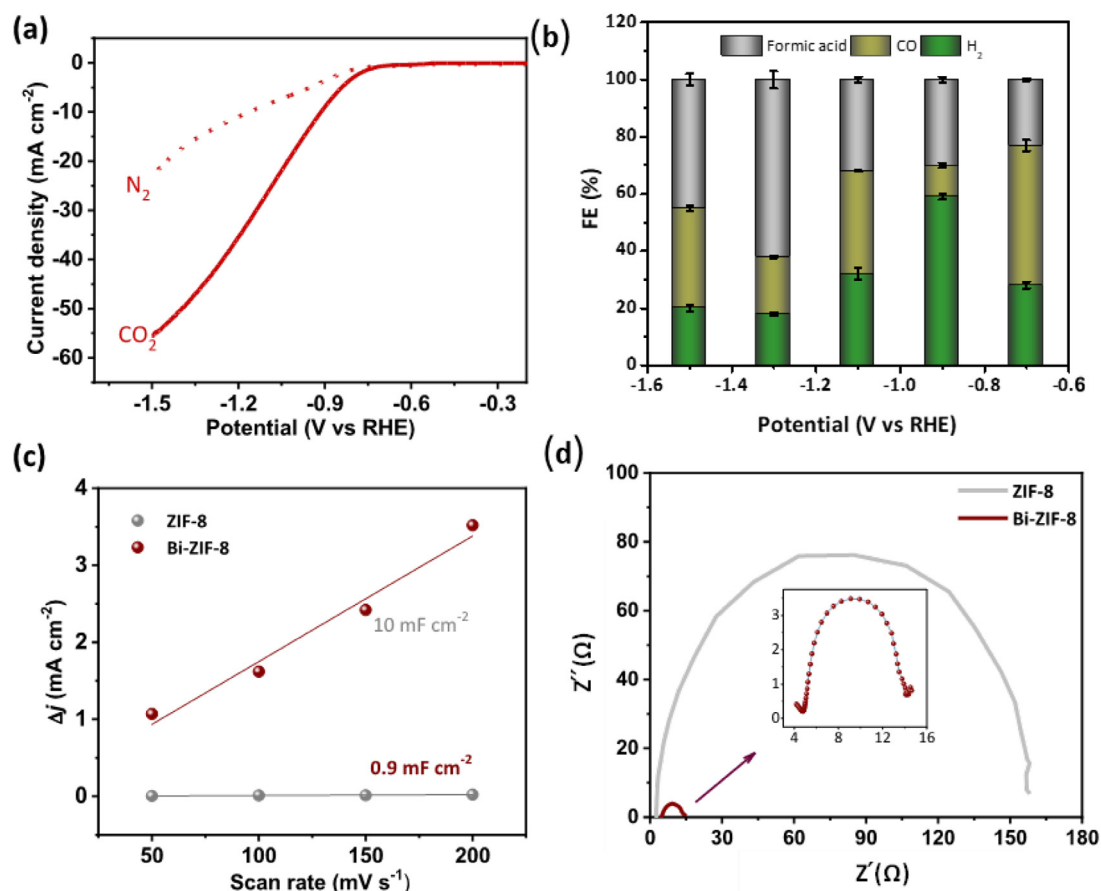 (a)
0
-10
-20
-30
-40
-50
-60
N₂
CO₂
Current density (mA cm⁻²)
-1.5 -1.2 -0.9 -0.6 -0.3
Potential (V vs RHE)
(b)
120
100
80
60
40
20
0
Formic acid CO H₂
FE (%)
-1.6 -1.4 -1.2 -1.0 -0.8 -0.6
Potential (V vs RHE)
(c)
4
3
2
1
0
ZIF-8
Bi-ZIF-8
10 mF cm⁻²
0.9 mF cm⁻²
Δj (mA cm⁻²)
50 100 150 200
Scan rate (mV s⁻¹)
(d)
100
80
60
40
20
0
ZIF-8
Bi-ZIF-8
3
2
1
0
4 8 12 16
Z´´(Ω)
0 30 60 90 120 150 180
Z´(Ω)